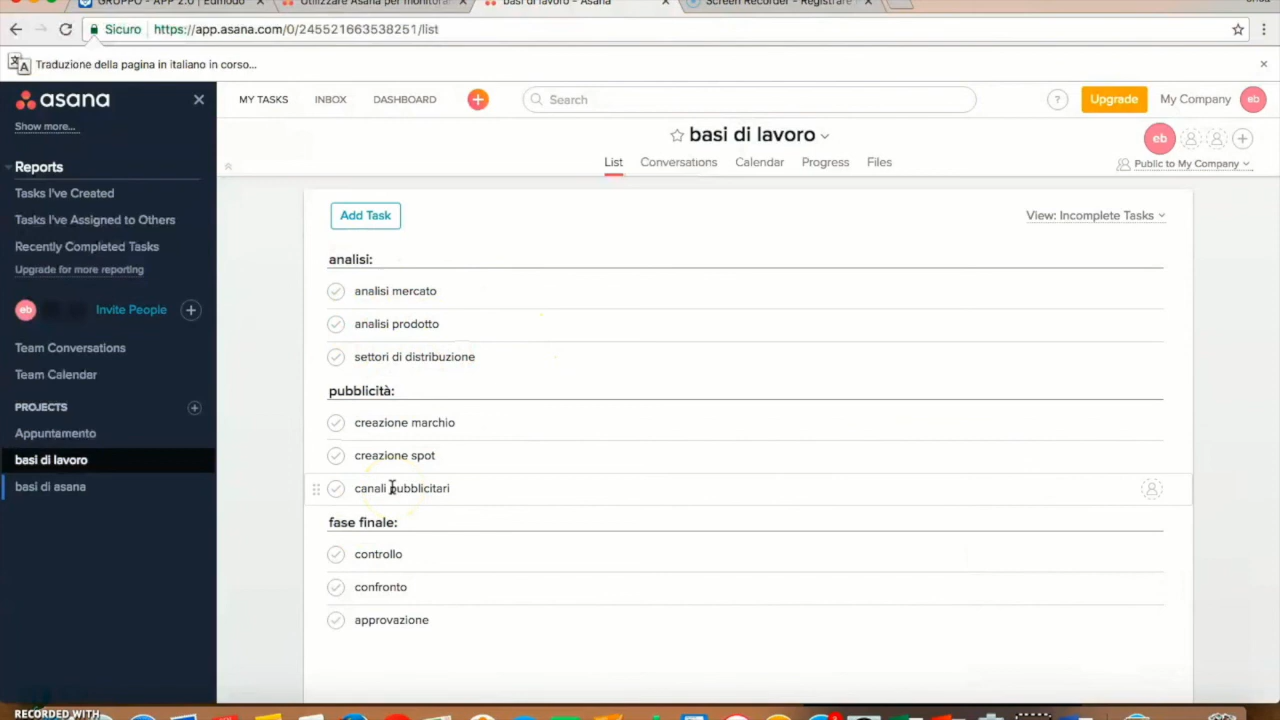 GRUPPO - APP 2.0 | Edmodo
Utilizzare Asana per monitorar
basi di lavoro - Asana
Screen Recorder - Registrare
Sicuro https://app.asana.com/0/245521663538251/list
Traduzione della pagina in italiano in corso...
asana
MY TASKS INBOX DASHBOARD
Search
? Upgrade My Company eb
Show more...
basi di lavoro
eb
List Conversations Calendar Progress Files
Public to My Company
Reports
Tasks I've Created
Tasks I've Assigned to Others
Recently Completed Tasks
Upgrade for more reporting
eb Invite People
Team Conversations
Team Calendar
PROJECTS
Appuntamento
basi di lavoro
basi di asana
Add Task
View: Incomplete Tasks
analisi:
analisi mercato
analisi prodotto
settori di distribuzione
pubblicità:
creazione marchio
creazione spot
canali pubblicitari
fase finale:
controllo
confronto
approvazione
RECORDED WITH